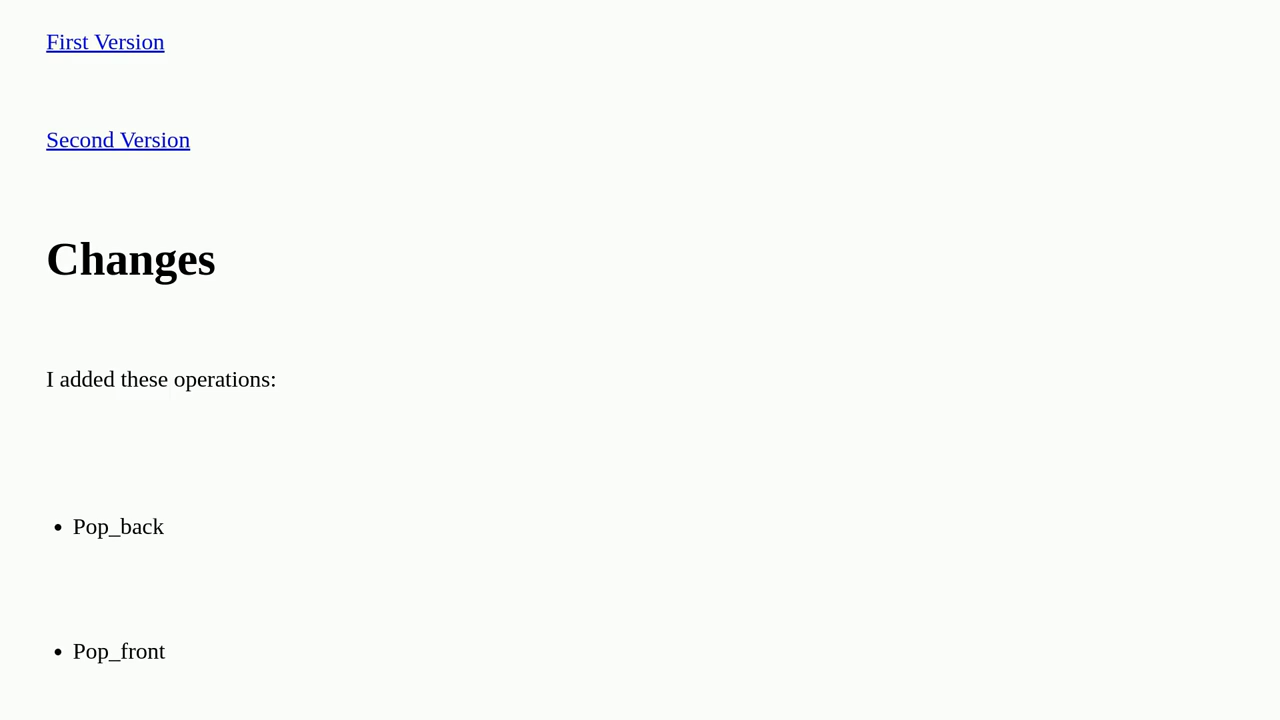 First Version
Second Version
Changes
I added these operations:
• Pop_back
• Pop_front